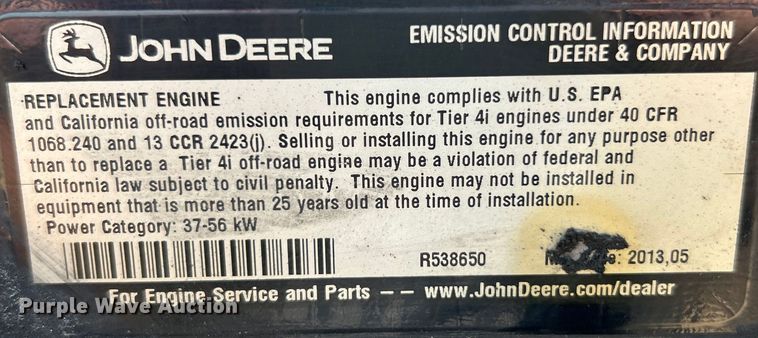 JOHN DEERE
EMISSION CONTROL INFORMATION
DEERE & COMPANY
REPLACEMENT ENGINE This engine complies with U.S. EPA
and California off-road emission requirements for Tier 4i engines under 40 CFR
1068.240 and 13 CCR 2423(j). Selling or installing this engine for any purpose other
than to replace a Tier 4i off-road engine may be a violation of federal and
California law subject to civil penalty. This engine may not be installed in
equipment that is more than 25 years old at the time of installation.
Power Category: 37-56 kW
R538650 2013,05
For Engine Service and Parts -- www.JohnDeere.com/dealer
Purple Wave Auction